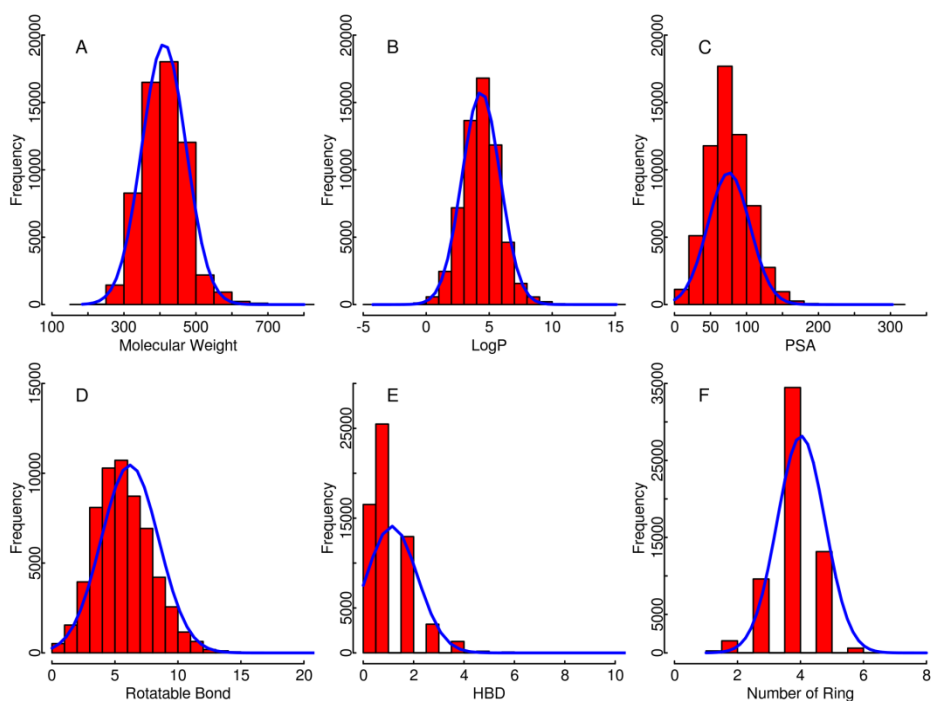 A
Frequency
0 5000 10000 15000 20000
100 300 500 700
Molecular Weight
B
Frequency
0 5000 10000 15000 20000
-5 0 5 10 15
LogP
C
Frequency
0 5000 10000 15000 20000
0 50 100 200 300
PSA
D
Frequency
0 5000 10000 15000
0 5 10 15 20
Rotatable Bond
E
Frequency
0 5000 15000 25000
0 2 4 6 8 10
HBD
F
Frequency
0 5000 15000 25000 35000
2 4 6 8
Number of Ring